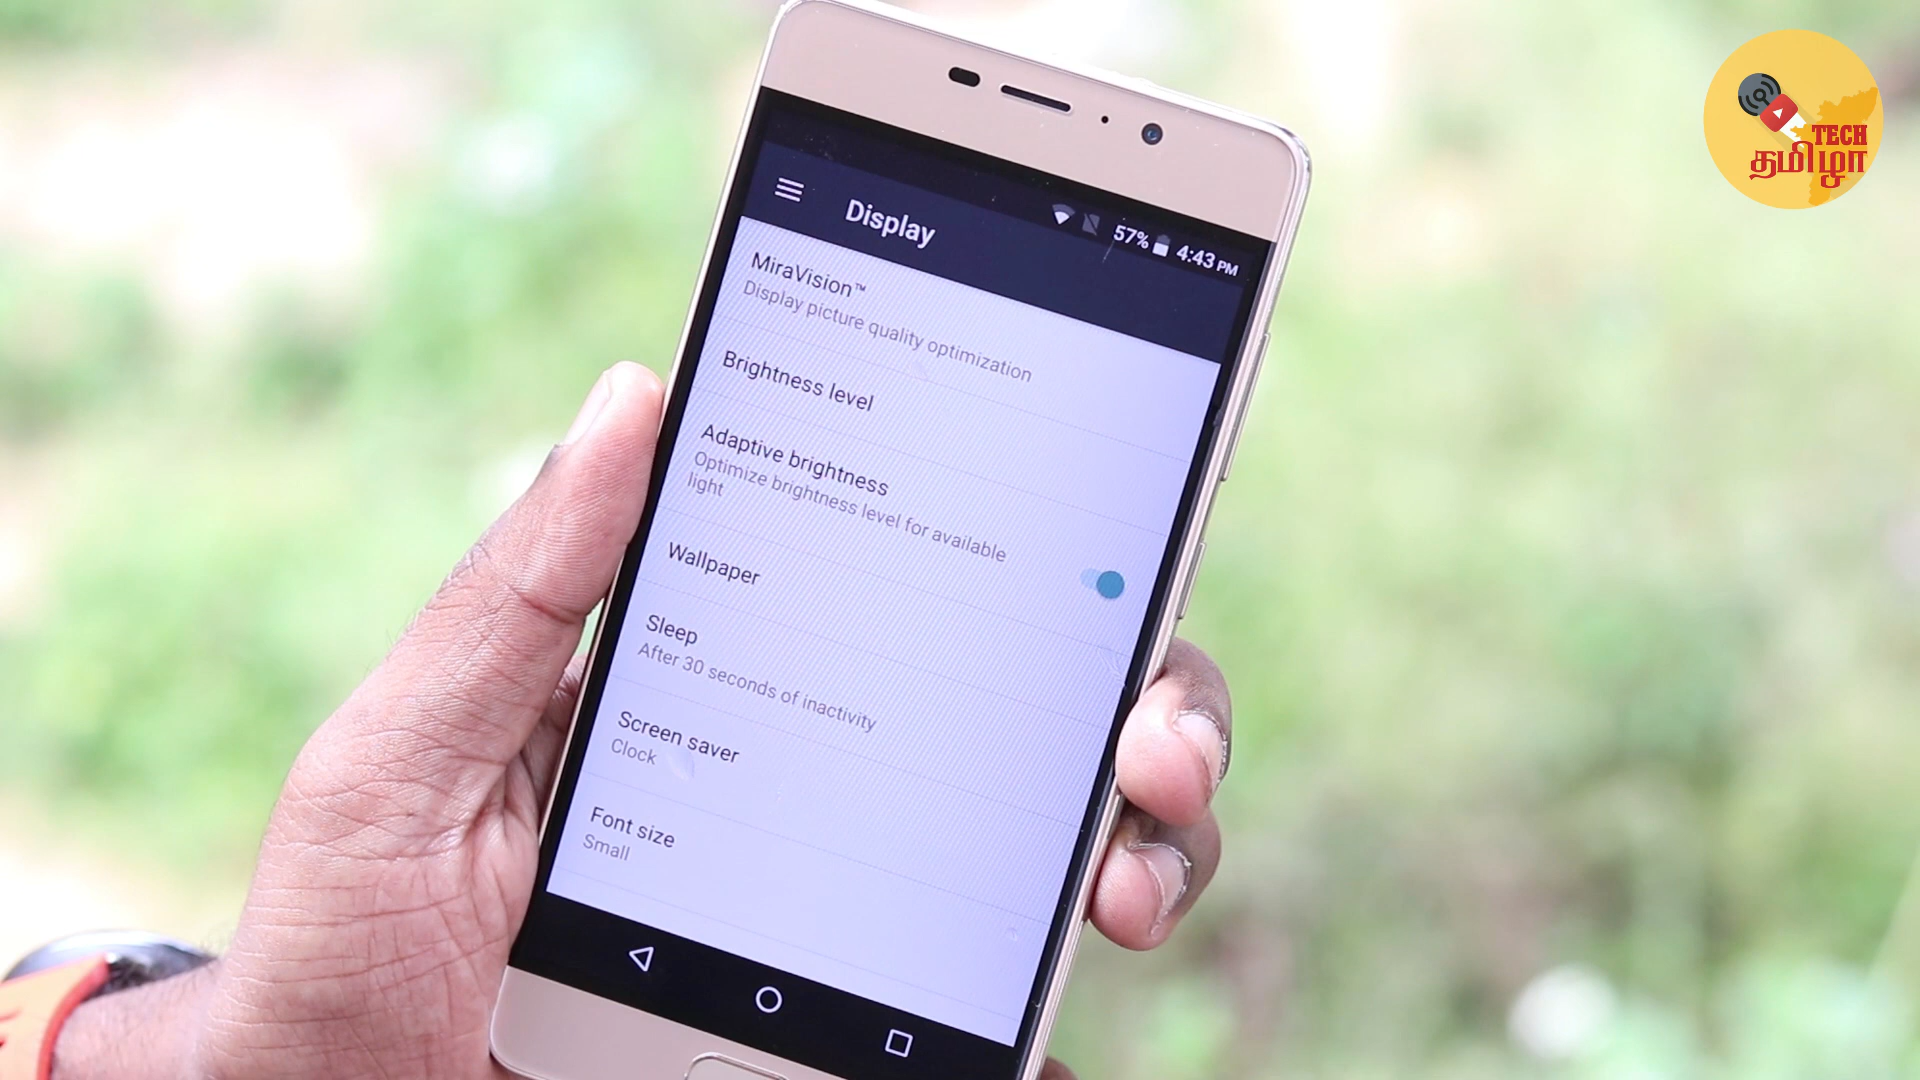 TECH
தமிழா
57% 4:43 PM
Display
MiraVision™
Display picture quality optimization
Brightness level
Adaptive brightness
Optimize brightness level for available
light
Wallpaper
Sleep
After 30 seconds of inactivity
Screen saver
Clock
Font size
Small